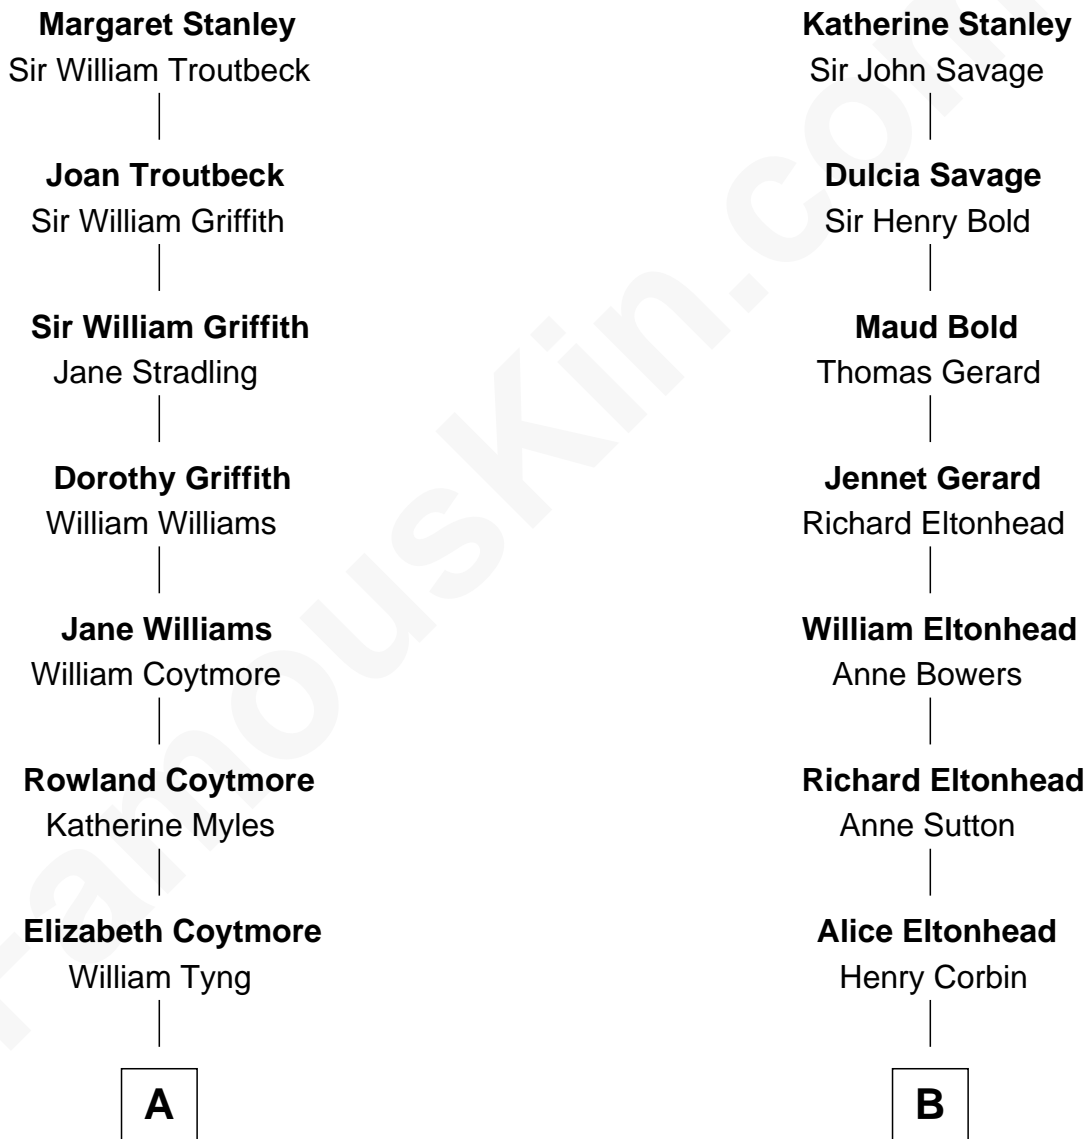 Margaret Stanley
Sir William Troutbeck
Joan Troutbeck
Sir William Griffith
Sir William Griffith
Jane Stradling
Dorothy Griffith
William Williams
Jane Williams
William Coytmore
Rowland Coytmore
Katherine Myles
Elizabeth Coytmore
William Tyng
A
Katherine Stanley
Sir John Savage
Dulcia Savage
Sir Henry Bold
Maud Bold
Thomas Gerard
Jennet Gerard
Richard Eltonhead
William Eltonhead
Anne Bowers
Richard Eltonhead
Anne Sutton
Alice Eltonhead
Henry Corbin
B
FamousKin.com